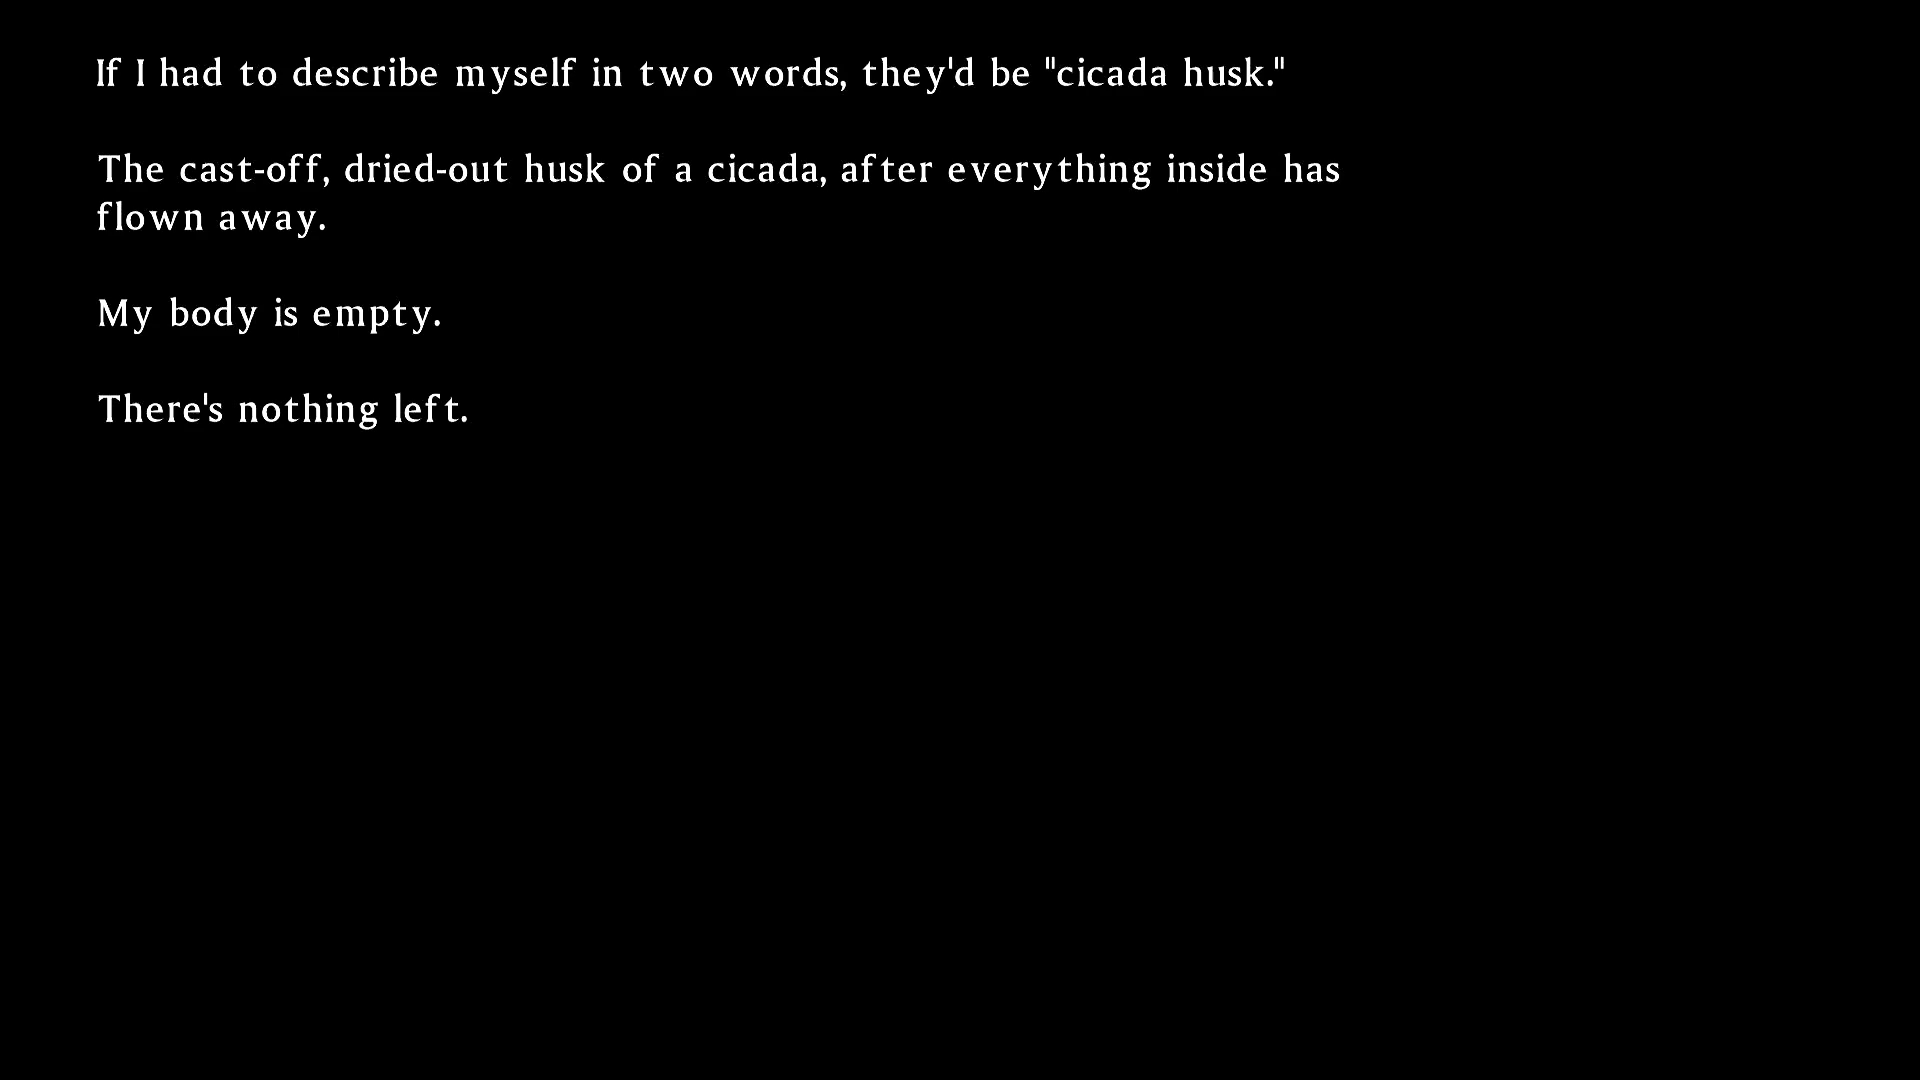 If I had to describe myself in two words, they'd be "cicada husk."
The cast-off, dried-out husk of a cicada, after everything inside has
flown away.
My body is empty.
There's nothing left.